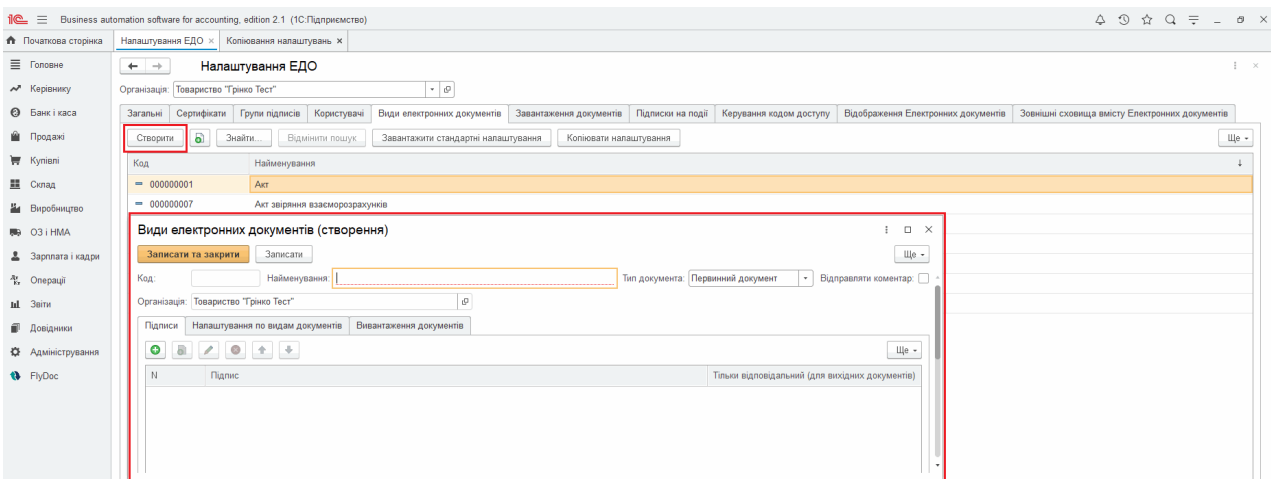 Business automation software for accounting, edition 2.1 (1С:Підприємство)
Початкова сторінка Налаштування ЕДО × Копіювання налаштувань ×
Головне
Керівнику
Банк і каса
Продажі
Купівлі
Склад
Виробництво
ОЗ і НМА
Зарплата і кадри
Операції
Звіти
Довідники
Адміністрування
FlyDoc
Налаштування ЕДО
Організація: Товариство "Грінко Тест"
Загальні Сертифікати Групи підписів Користувачі Види електронних документів Завантаження документів Підписки на події Керування кодом доступу Відображення Електронних документів Зовнішні сховища вмісту Електронних документів
Створити Знайти... Відмінити пошук Завантажити стандартні налаштування Копіювати налаштування Ще
Код Найменування
000000001 Акт
000000007 Акт звіряння взаєморозрахунків
Види електронних документів (створення)
Записати та закрити Записати Ще
Код: Найменування: Тип документа: Первинний документ Відправляти коментар:
Організація: Товариство "Грінко Тест"
Підписи Налаштування по видам документів Вивантаження документів
Ще
N Підпис Тільки відповідальний (для вихідних документів)